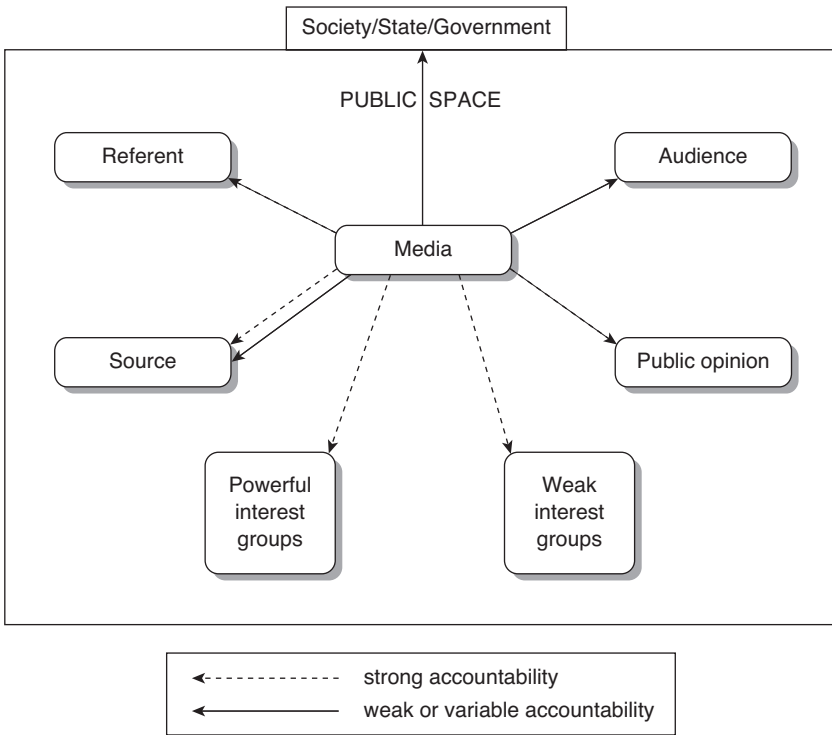 Society/State/Government
PUBLIC SPACE
Referent
Audience
Media
Source
Public opinion
Powerful
interest
groups
Weak
interest
groups
strong accountability
weak or variable accountability